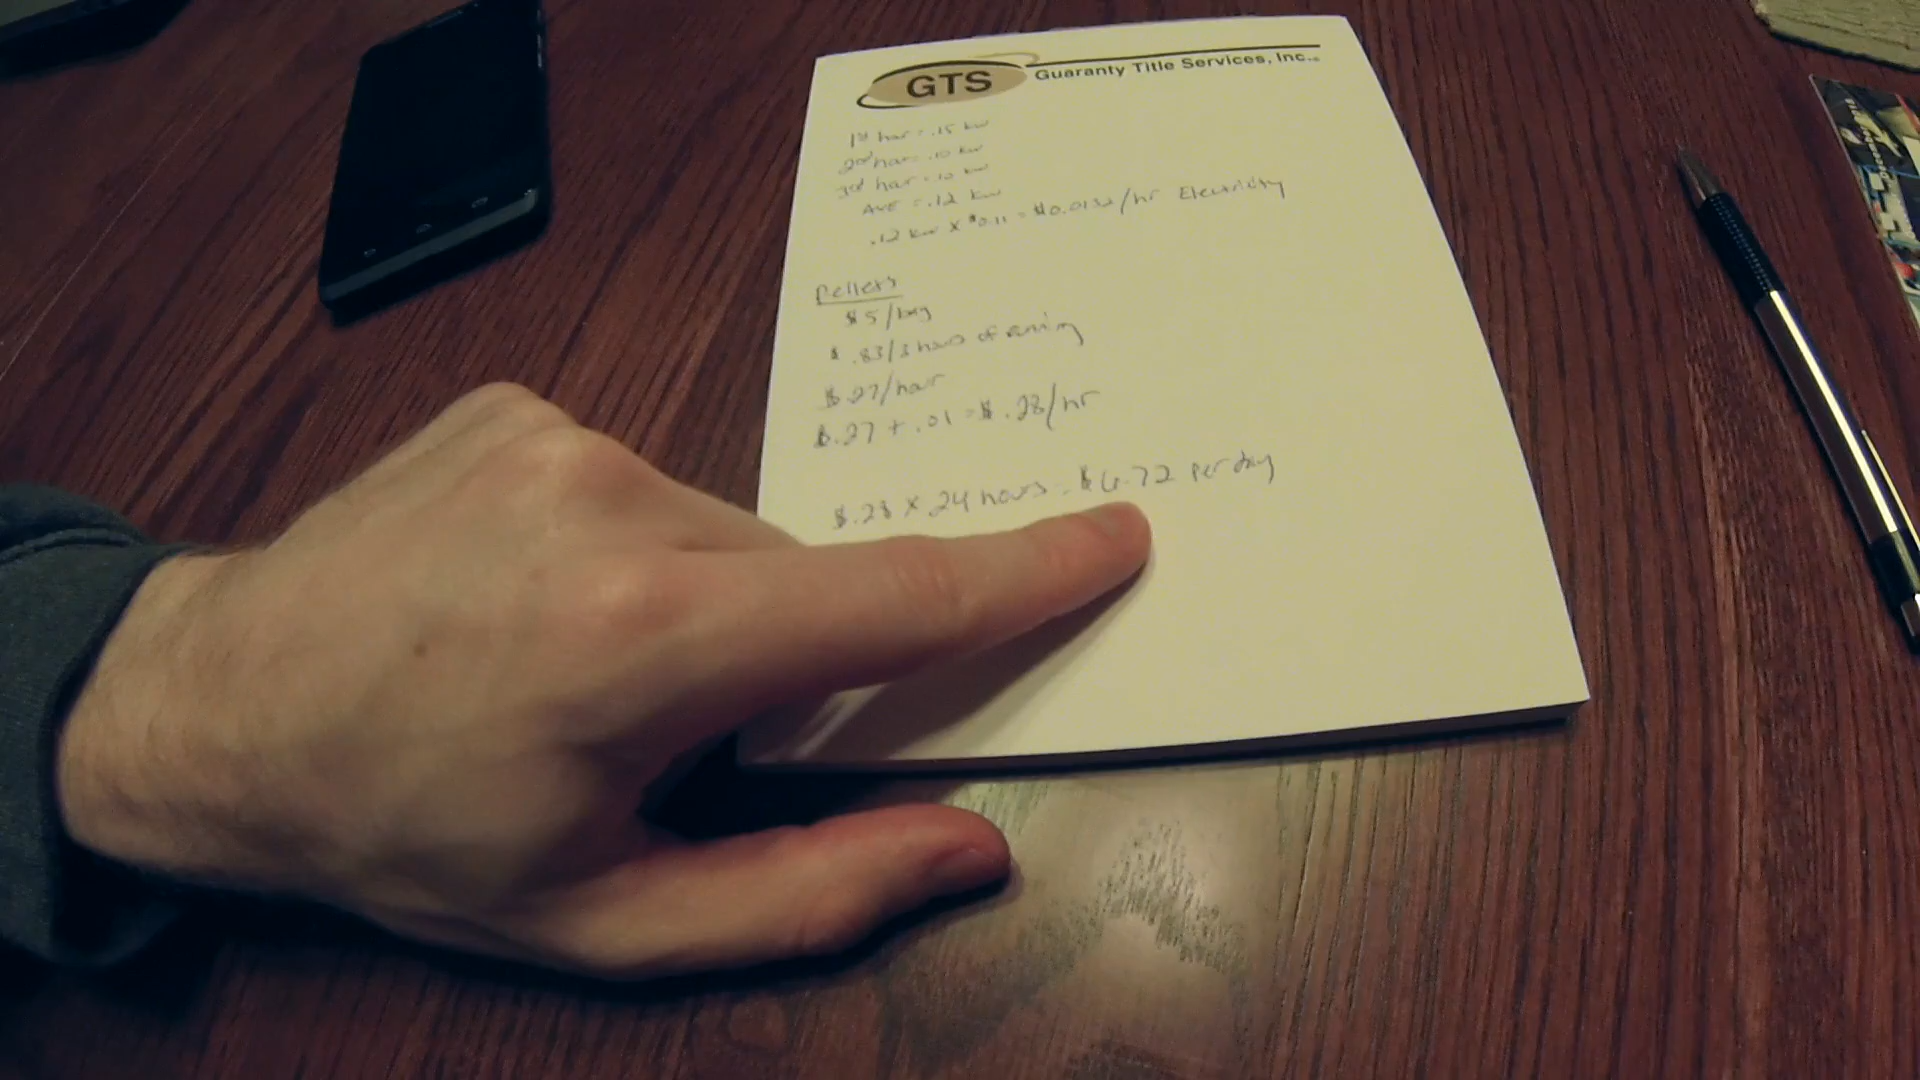 GTS Guaranty Title Services, Inc.
1st hour = .15 kw
2nd hour = .10 kw
3rd hour = .10 kw
AVE = .12 kw
.12 kw x $0.11 = $0.0132/hr Electricity
Pellets
$5/bag
$.83/3 hours of running
$.27/hour
$.27 + .01 = $.28/hr
$.28 x 24 hours = $6.72 per day